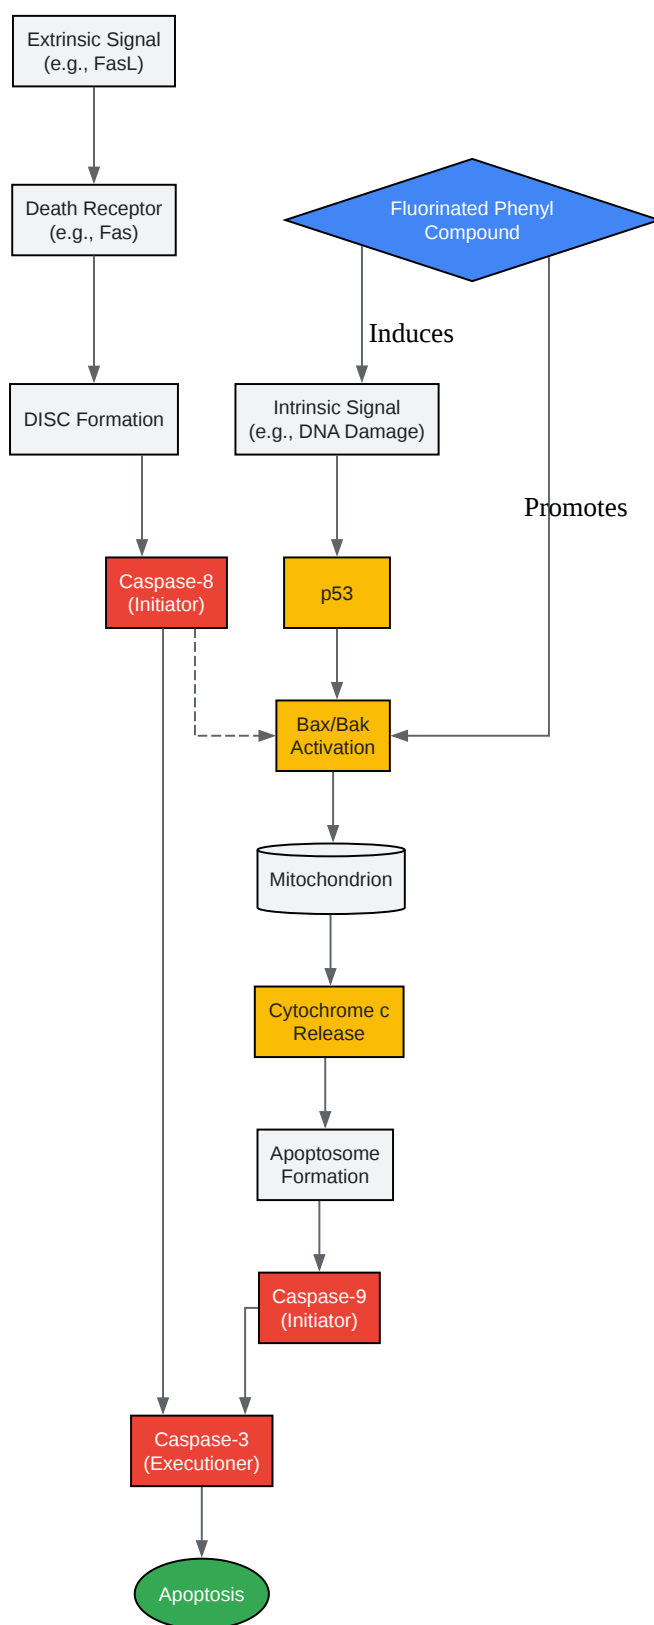 Extrinsic Signal
(e.g., FasL)
Death Receptor
(e.g., Fas)
Fluorinated Phenyl
Compound
Induces
DISC Formation
Intrinsic Signal
(e.g., DNA Damage)
Promotes
Caspase-8
(Initiator)
p53
Bax/Bak
Activation
Mitochondrion
Cytochrome c
Release
Apoptosome
Formation
Caspase-9
(Initiator)
Caspase-3
(Executioner)
Apoptosis